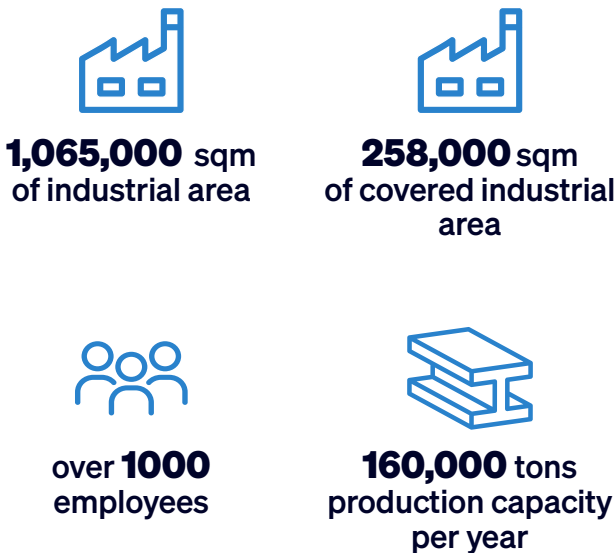 1,065,000 sqm
of industrial area
258,000 sqm
of covered industrial
area
over 1000
employees
160,000 tons
production capacity
per year